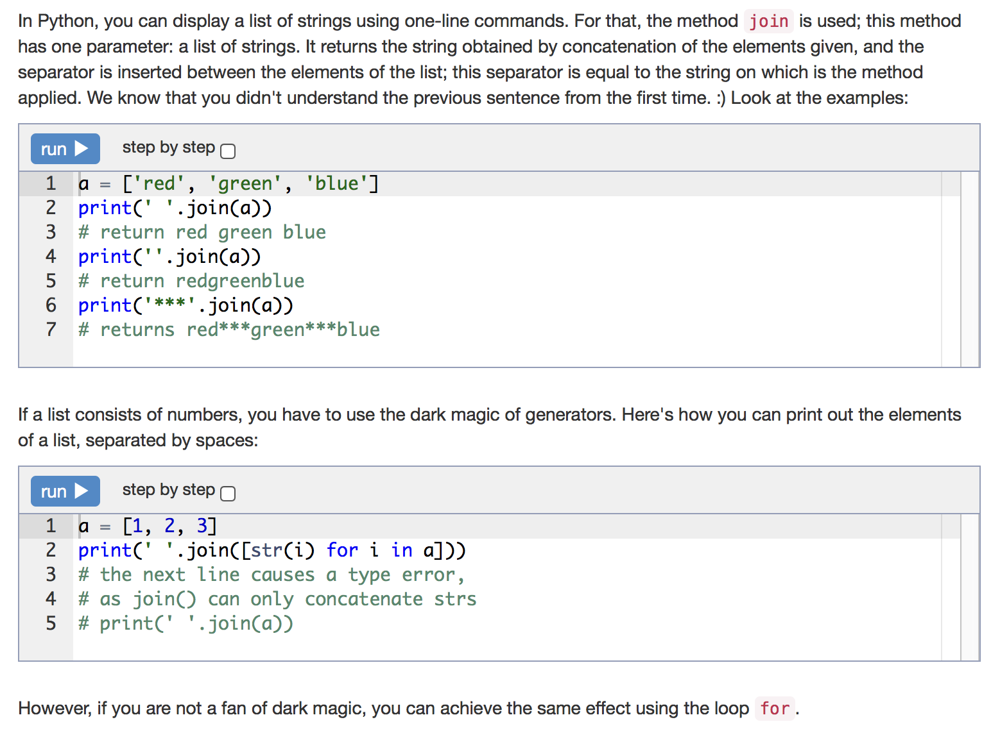 In Python, you can display a list of strings using one-line commands. For that, the method join is used; this method
has one parameter: a list of strings. It returns the string obtained by concatenation of the elements given, and the
separator is inserted between the elements of the list; this separator is equal to the string on which is the method
applied. We know that you didn't understand the previous sentence from the first time. :) Look at the examples:
run step by step
1 a = ['red', 'green', 'blue']
2 print(' '.join(a))
3 # return red green blue
4 print(''.join(a))
5 # return redgreenblue
6 print('***'.join(a))
7 # returns red***green***blue
If a list consists of numbers, you have to use the dark magic of generators. Here's how you can print out the elements
of a list, separated by spaces:
run step by step
1 a = [1, 2, 3]
2 print(' '.join([str(i) for i in a]))
3 # the next line causes a type error,
4 # as join() can only concatenate strs
5 # print(' '.join(a))
However, if you are not a fan of dark magic, you can achieve the same effect using the loop for.